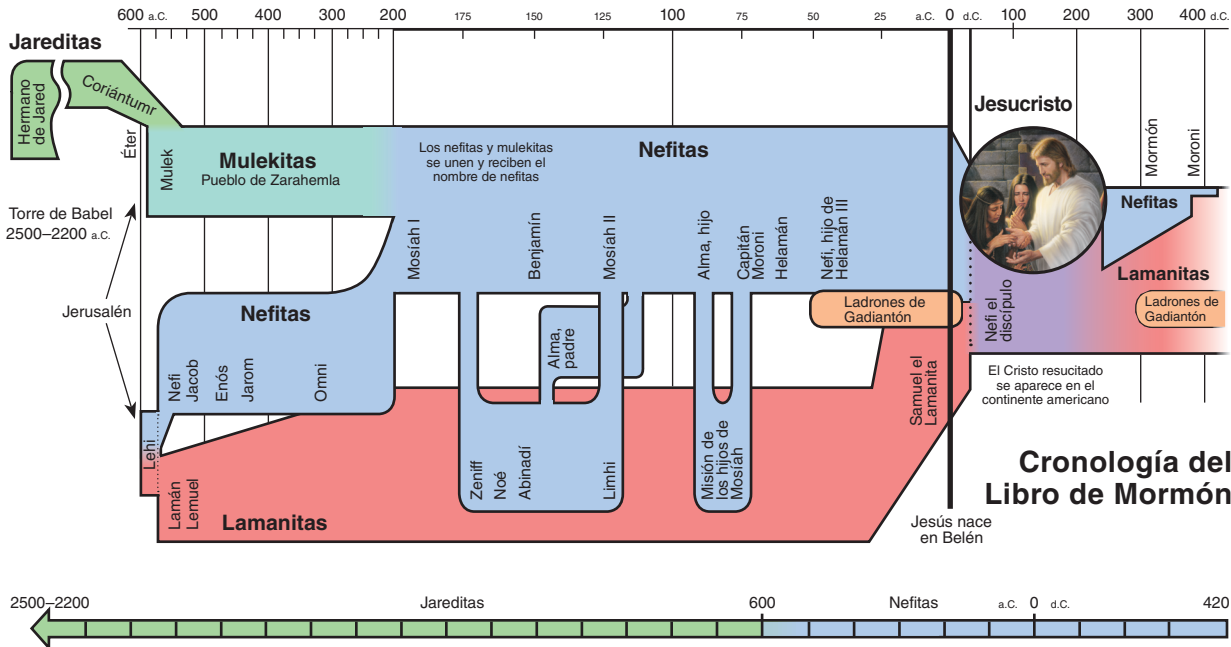 600 a.C. 500 400 300 200 175 150 125 100 75 50 25 a.C. 0 d.C. 100 200 300 400 d.C.
Jareditas
Hermano
de Jared
Coriántumr
Éter
Mulek
Mulekitas
Pueblo de Zarahemla
Los nefitas y mulekitas
se unen y reciben el
nombre de nefitas
Nefitas
Jesucristo
Mormón
Moroni
Torre de Babel
2500–2200 a.C.
Jerusalén
Mosíah I
Benjamín
Mosíah II
Alma, hijo
Capitán
Moroni
Helamán
Nefi, hijo de
Helamán III
Nefitas
Lamanitas
Ladrones de
Gadiantón
Ladrones de
Gadiantón
Nefi el
discípulo
Nefitas
Alma,
padre
Nefi
Jacob
Enós
Jarom
Omni
El Cristo resucitado
se aparece en el
continente americano
Samuel el
Lamanita
Lehi
Lamán
Lemuel
Lamanitas
Zeniff
Noé
Abinadí
Limhi
Misión de
los hijos de
Mosíah
Cronología del
Libro de Mormón
Jesús nace
en Belén
2500–2200 Jareditas 600 Nefitas a.C. 0 d.C. 420